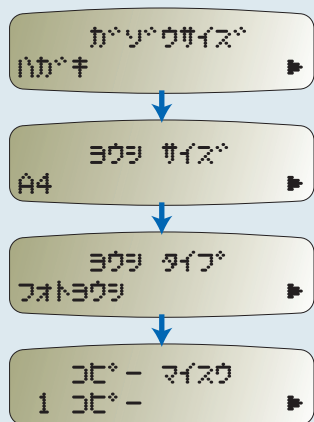 ガゾウサイズ
ハガキ
ヨウシ サイズ
A4
ヨウシ タイプ
フォトヨウシ
コピー マイスウ
1 コピー